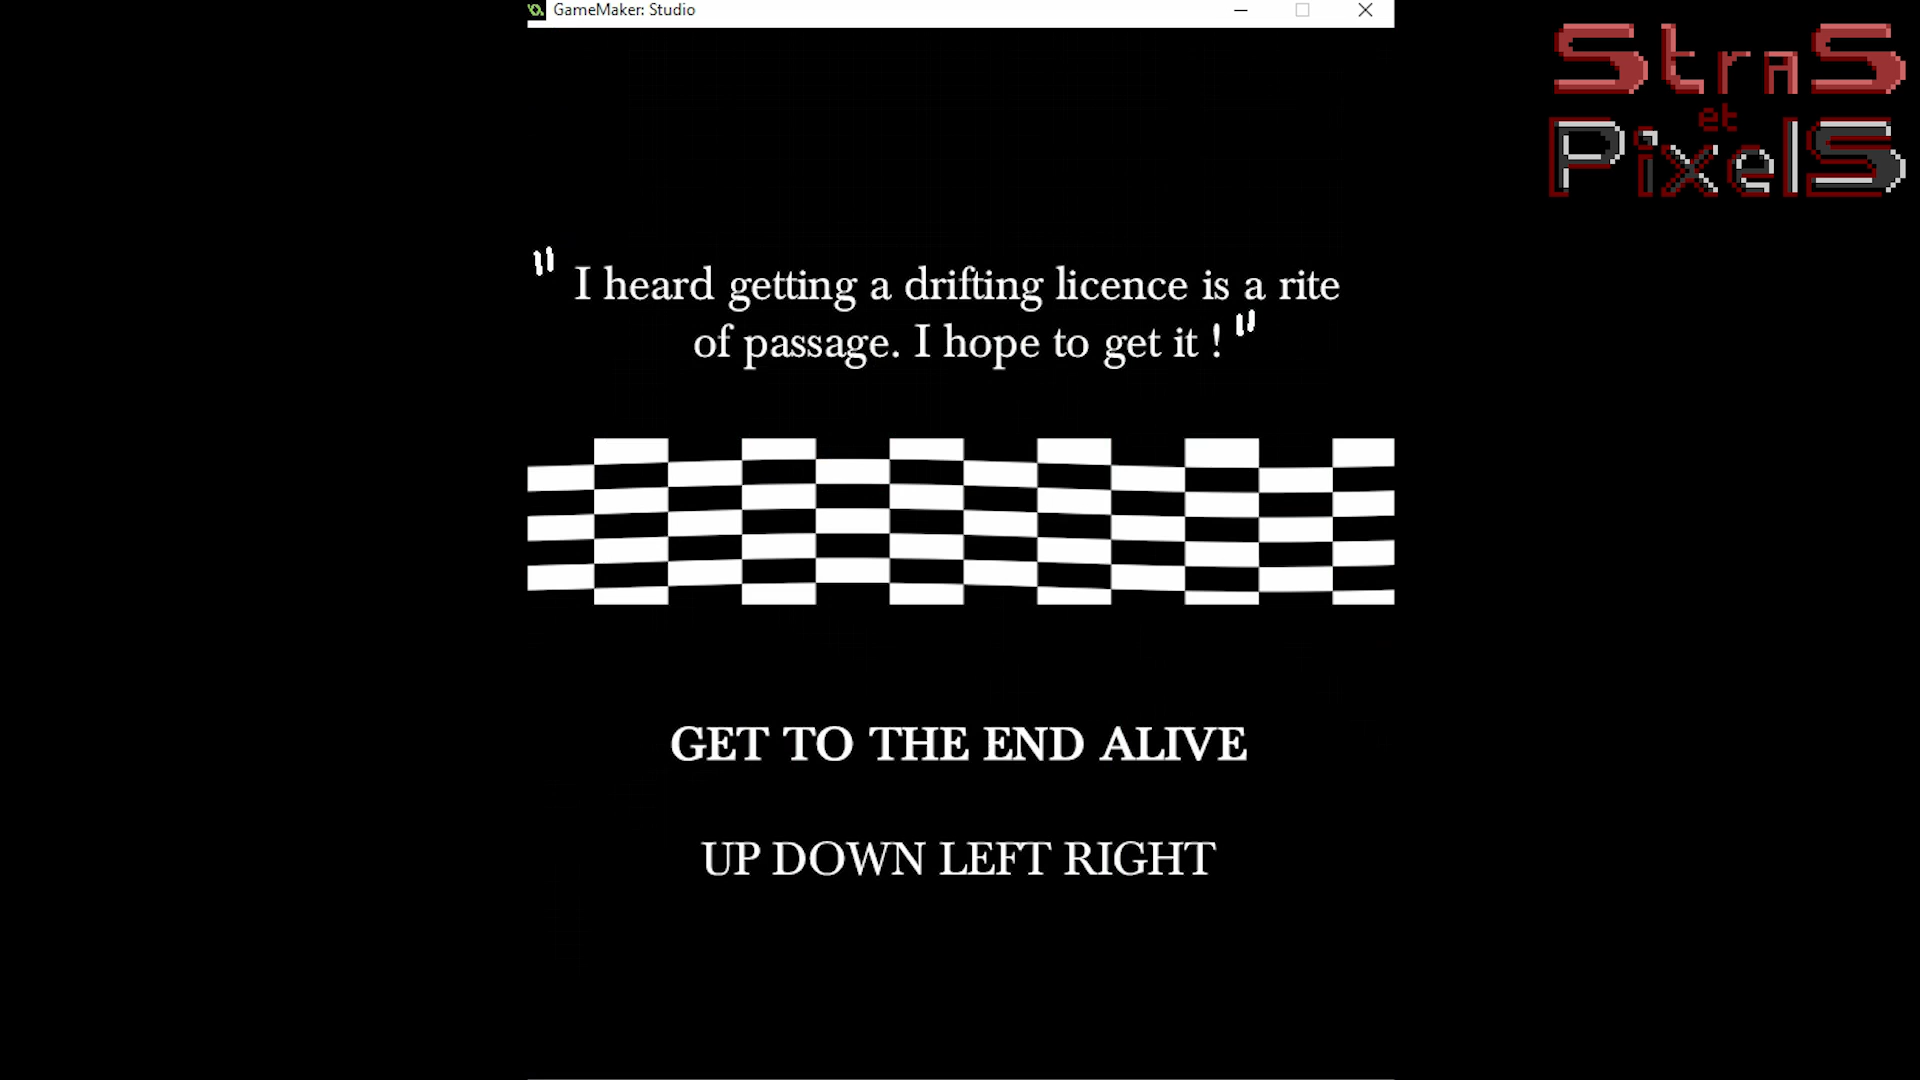 GameMaker: Studio
StraS
et
PixelS
" I heard getting a drifting licence is a rite
of passage. I hope to get it ! "
GET TO THE END ALIVE
UP DOWN LEFT RIGHT